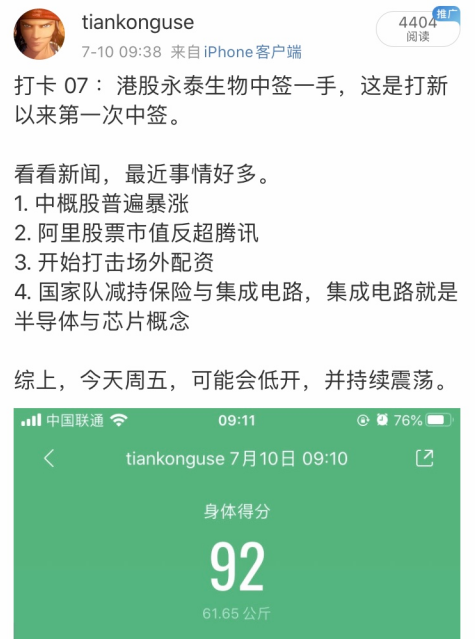 tiankonguse
7-10 09:38 来自iPhone客户端
推广
4404
阅读
打卡 07 ：港股永泰生物中签一手，这是打新
以来第一次中签。
看看新闻，最近事情好多。
1. 中概股普遍暴涨
2. 阿里股票市值反超腾讯
3. 开始打击场外配资
4. 国家队减持保险与集成电路，集成电路就是
半导体与芯片概念
综上，今天周五，可能会低开，并持续震荡。
中国联通 09:11 76%
tiankonguse 7月10日 09:10
身体得分
92
61.65 公斤